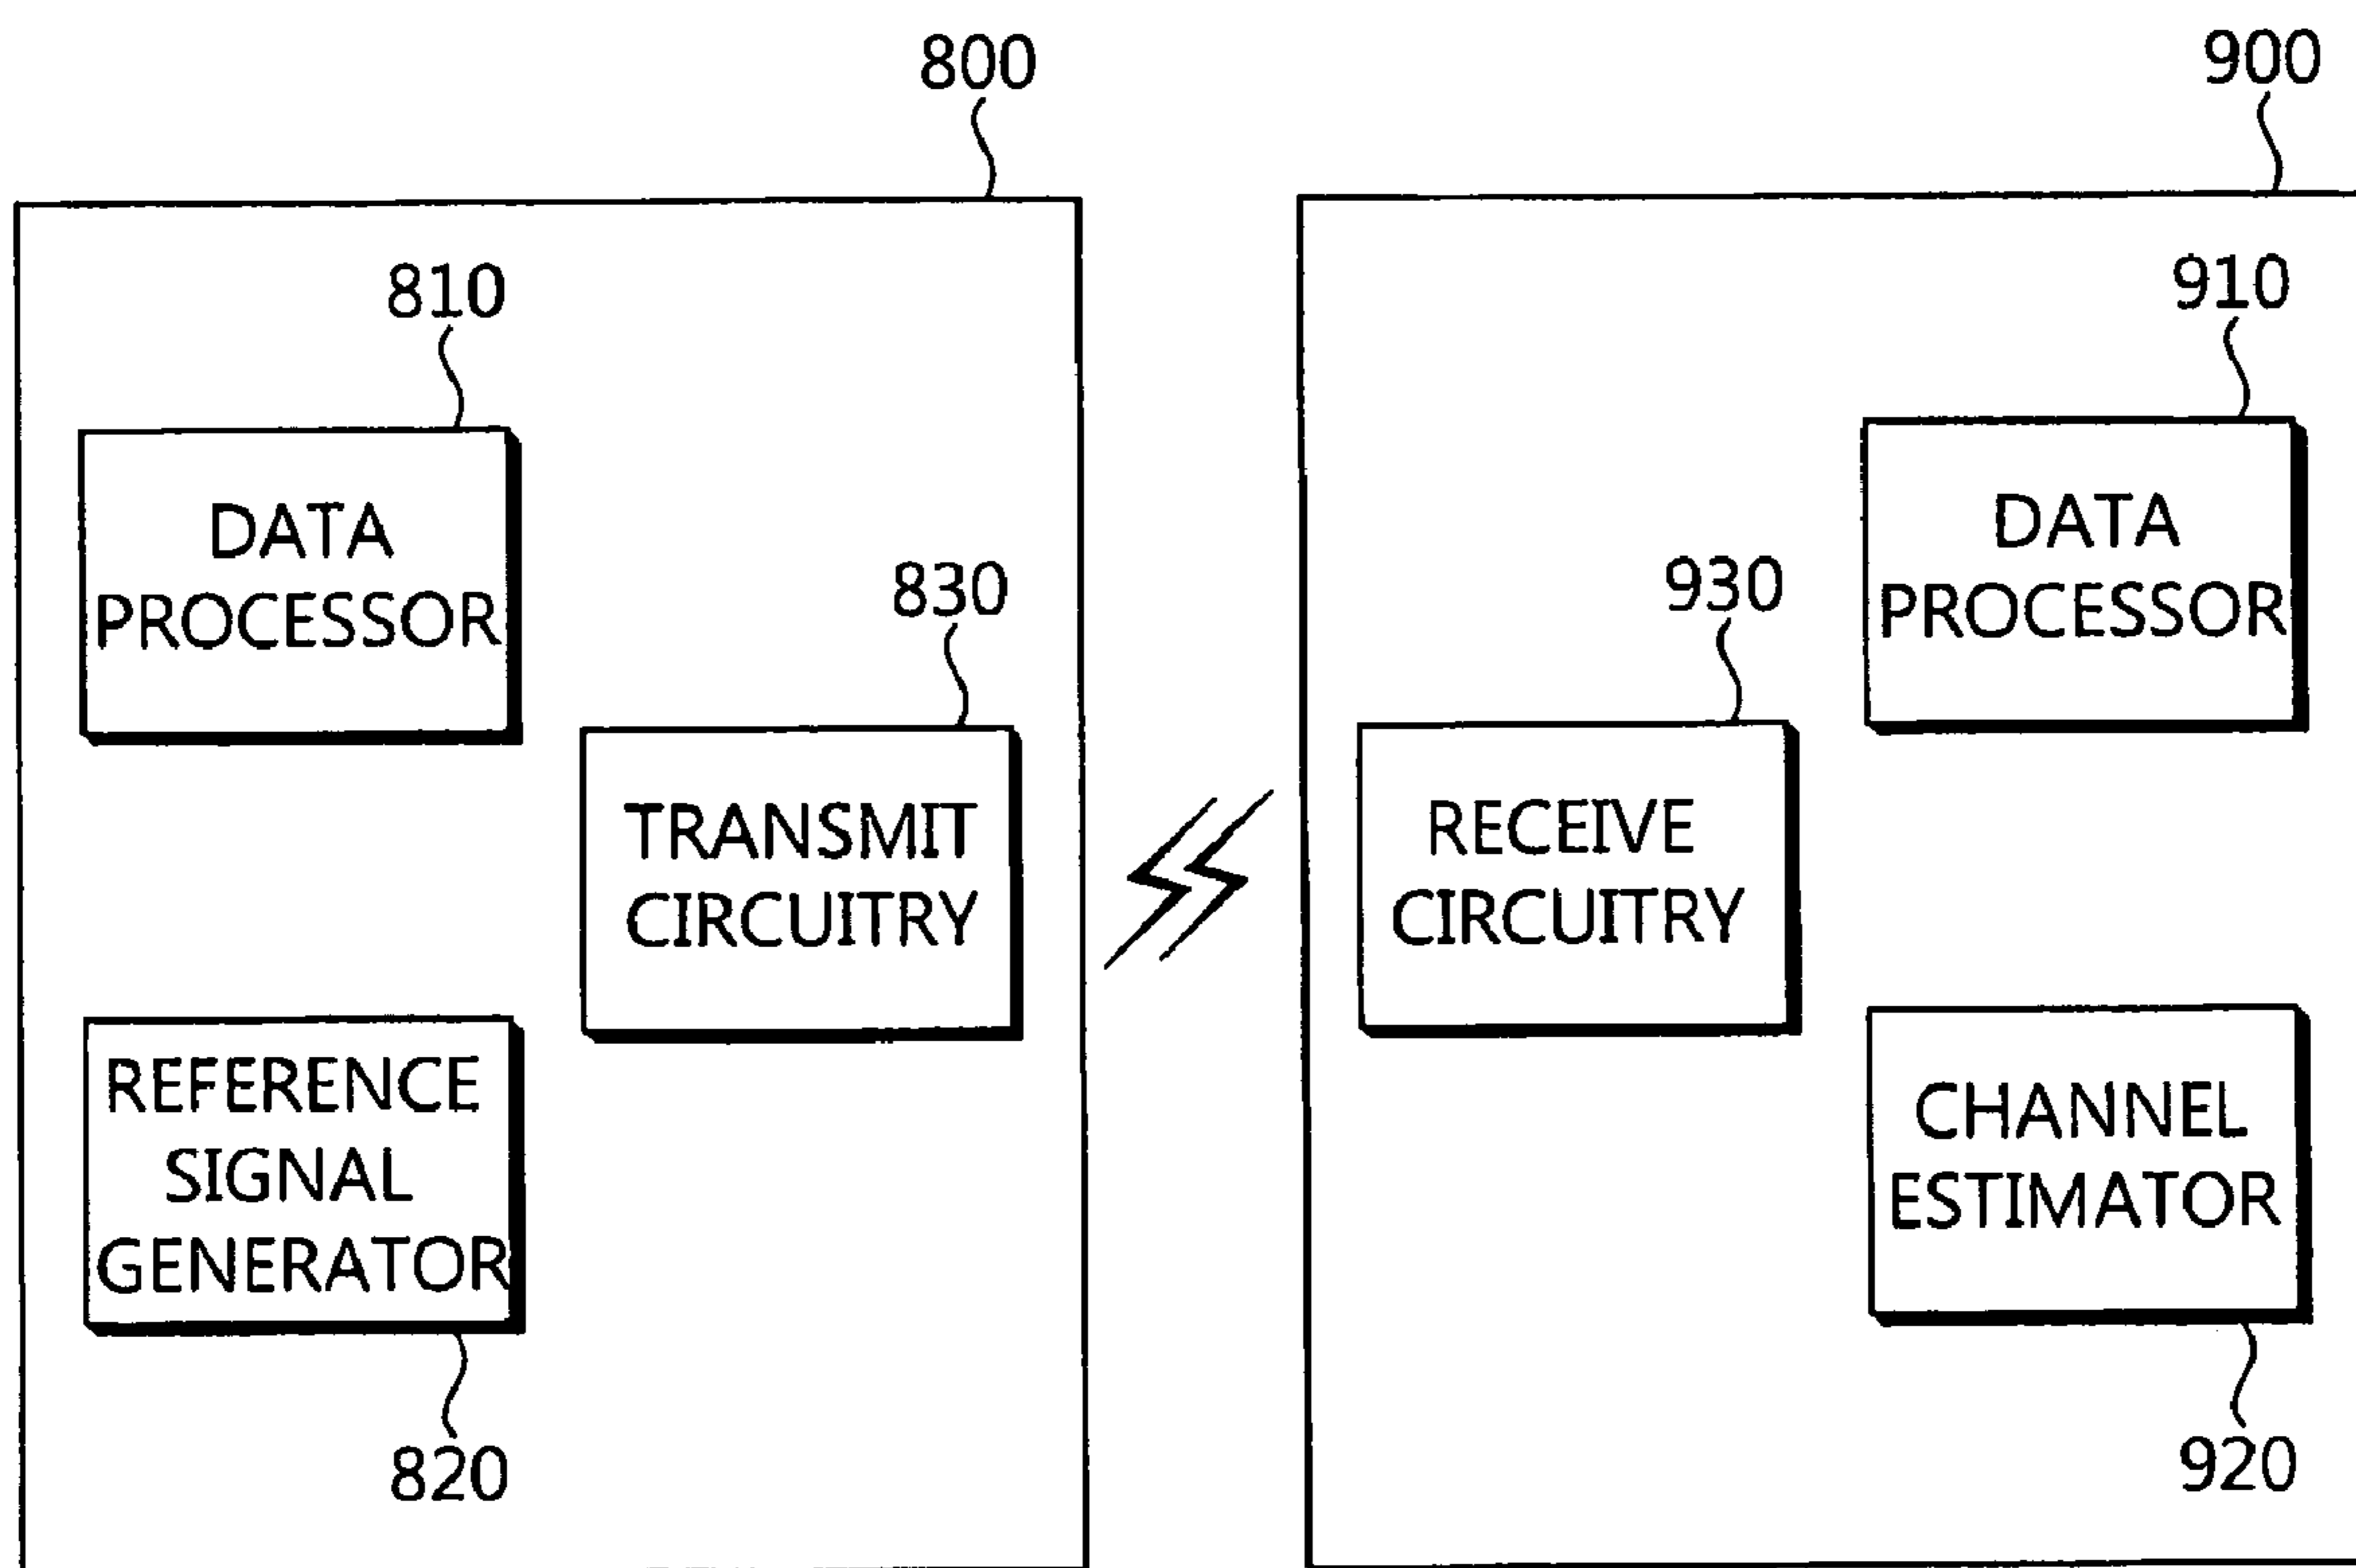 800
900
810
910
DATA
PROCESSOR
830
930
DATA
PROCESSOR
TRANSMIT
CIRCUITRY
RECEIVE
CIRCUITRY
REFERENCE
SIGNAL
GENERATOR
CHANNEL
ESTIMATOR
820
920